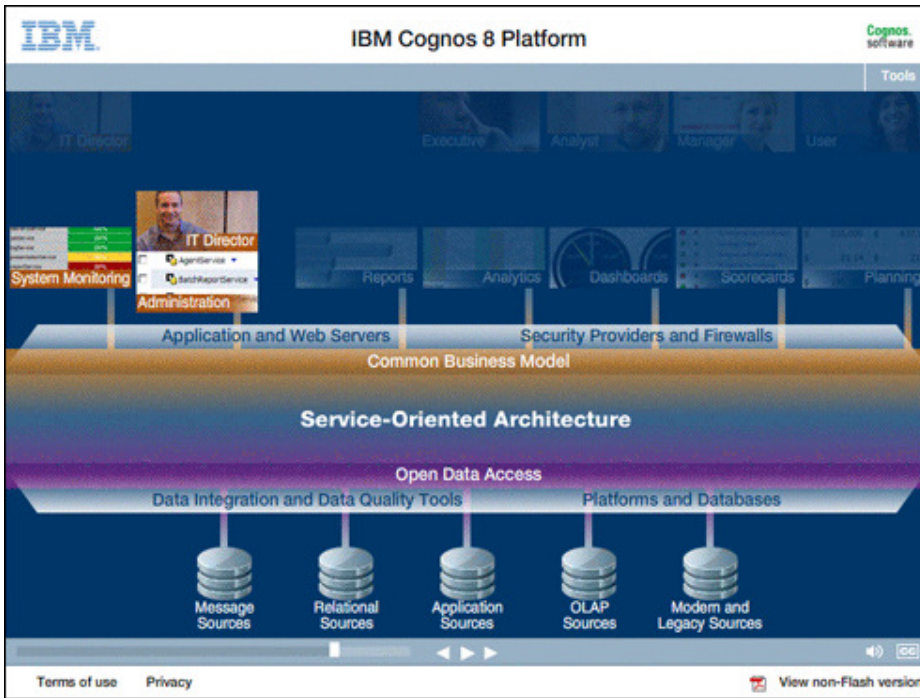 IBM.
IBM Cognos 8 Platform
Cognos.
software
Tools
IT Director
Executive
Analyst
Manager
User
IT Director
AgentService
BatchReportService
System Monitoring
Administration
Reports
Analytics
Dashboards
Scorecards
Planning
Application and Web Servers
Security Providers and Firewalls
Common Business Model
Service-Oriented Architecture
Open Data Access
Data Integration and Data Quality Tools
Platforms and Databases
Message
Sources
Relational
Sources
Application
Sources
OLAP
Sources
Modern and
Legacy Sources
CC
Terms of use
Privacy
View non-Flash version